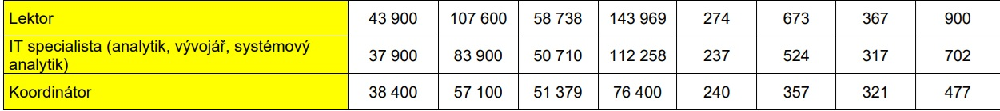 Lektor 43 900 107 600 58 738 143 969 274 673 367 900
IT specialista (analytik, vývojář, systémový
analytik) 37 900 83 900 50 710 112 258 237 524 317 702
Koordinátor 38 400 57 100 51 379 76 400 240 357 321 477